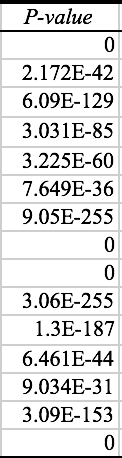 P-value
0
2.172E-42
6.09E-129
3.031E-85
3.225E-60
7.649E-36
9.05E-255
0
0
3.06E-255
1.3E-187
6.461E-44
9.034E-31
3.09E-153
0